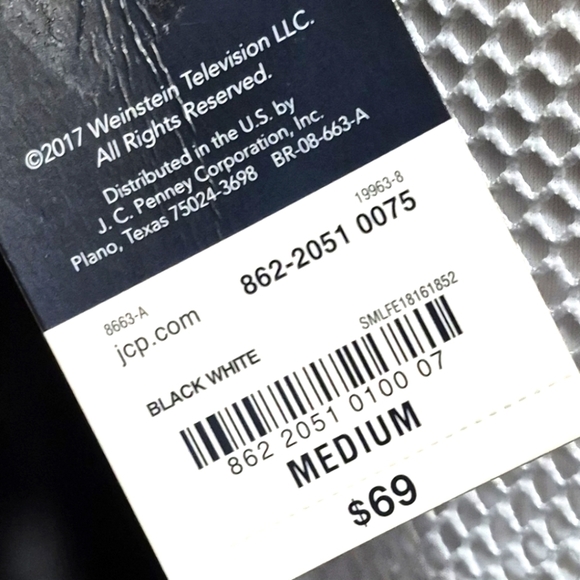 ©2017 Weinstein Television LLC.
All Rights Reserved.
Distributed in the U.S. by
J. C. Penney Corporation, Inc.
Plano, Texas 75024-3698 BR-08-663-A
19963-8
862-2051 0075
8663-A
jcp.com
SMLFE18161852
BLACK WHITE
862 2051 0100 07
MEDIUM
$69